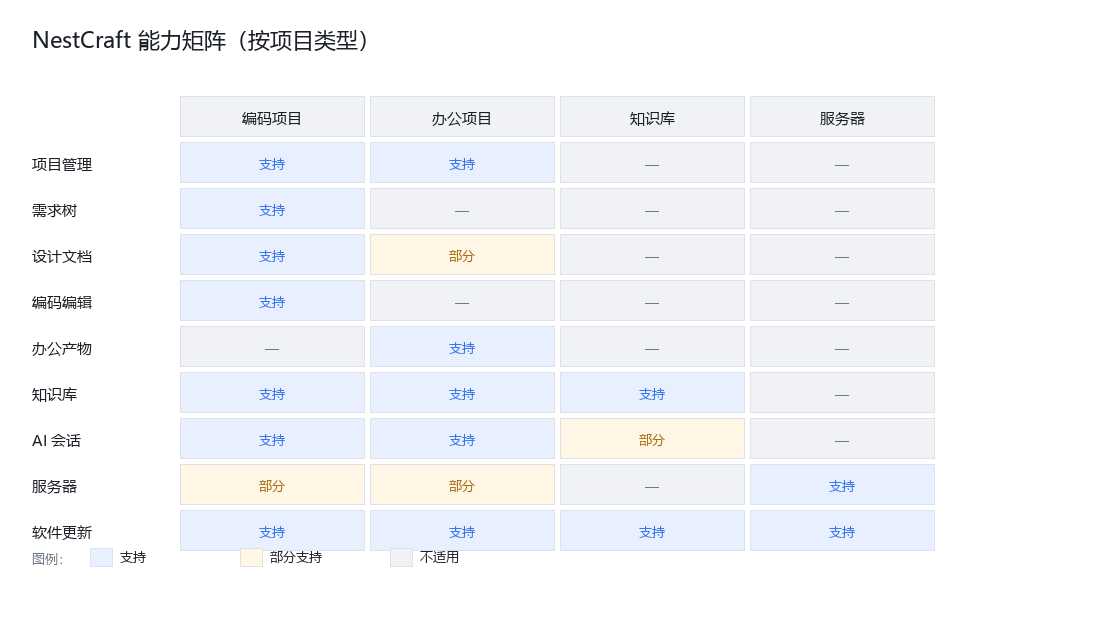 NestCraft 能力矩阵（按项目类型）
编码项目 办公项目 知识库 服务器
项目管理 支持 支持 — —
需求树 支持 — — —
设计文档 支持 部分 — —
编码编辑 支持 — — —
办公产物 — 支持 — —
知识库 支持 支持 支持 —
AI 会话 支持 支持 部分 —
服务器 部分 部分 — 支持
软件更新 支持 支持 支持 支持
图例： 支持 部分支持 不适用